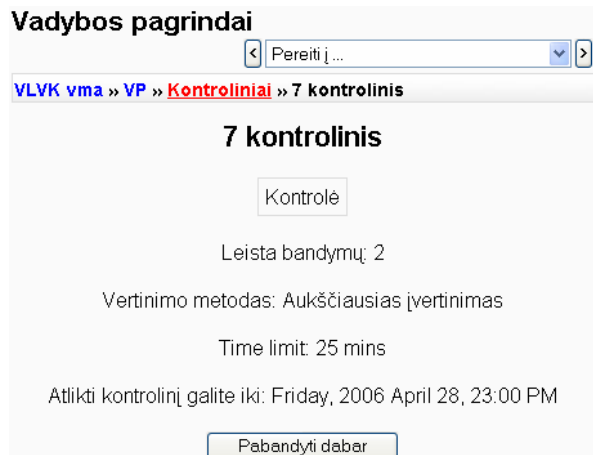 Vadybos pagrindai
< Pereiti į ... >
VLVK vma » VP » Kontroliniai » 7 kontrolinis
7 kontrolinis
Kontrolė
Leista bandymų: 2
Vertinimo metodas: Aukščiausias įvertinimas
Time limit: 25 mins
Atlikti kontrolinį galite iki: Friday, 2006 April 28, 23:00 PM
Pabandyti dabar